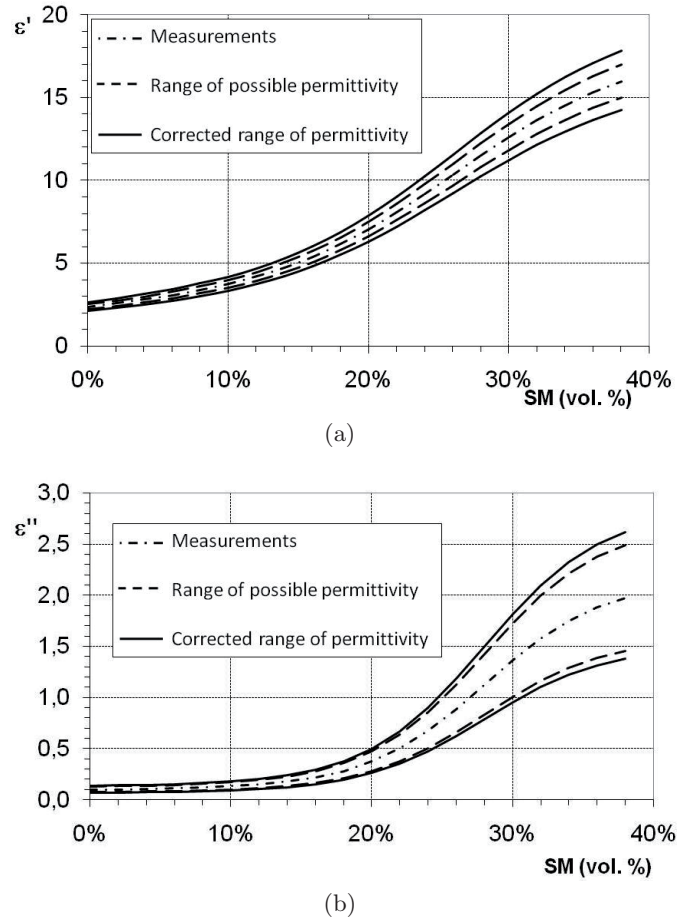 ε'
20
15
10
5
0
Measurements
Range of possible permittivity
Corrected range of permittivity
0% 10% 20% 30% 40%
SM (vol. %)
(a)
ε"
3,0
2,5
2,0
1,5
1,0
0,5
0,0
Measurements
Range of possible permittivity
Corrected range of permittivity
0% 10% 20% 30% 40%
SM (vol. %)
(b)